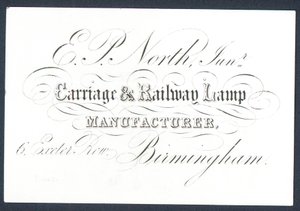 E. P. North, Junr.
Carriage & Railway Lamp
MANUFACTURER,
6, Exeter Row, Birmingham.